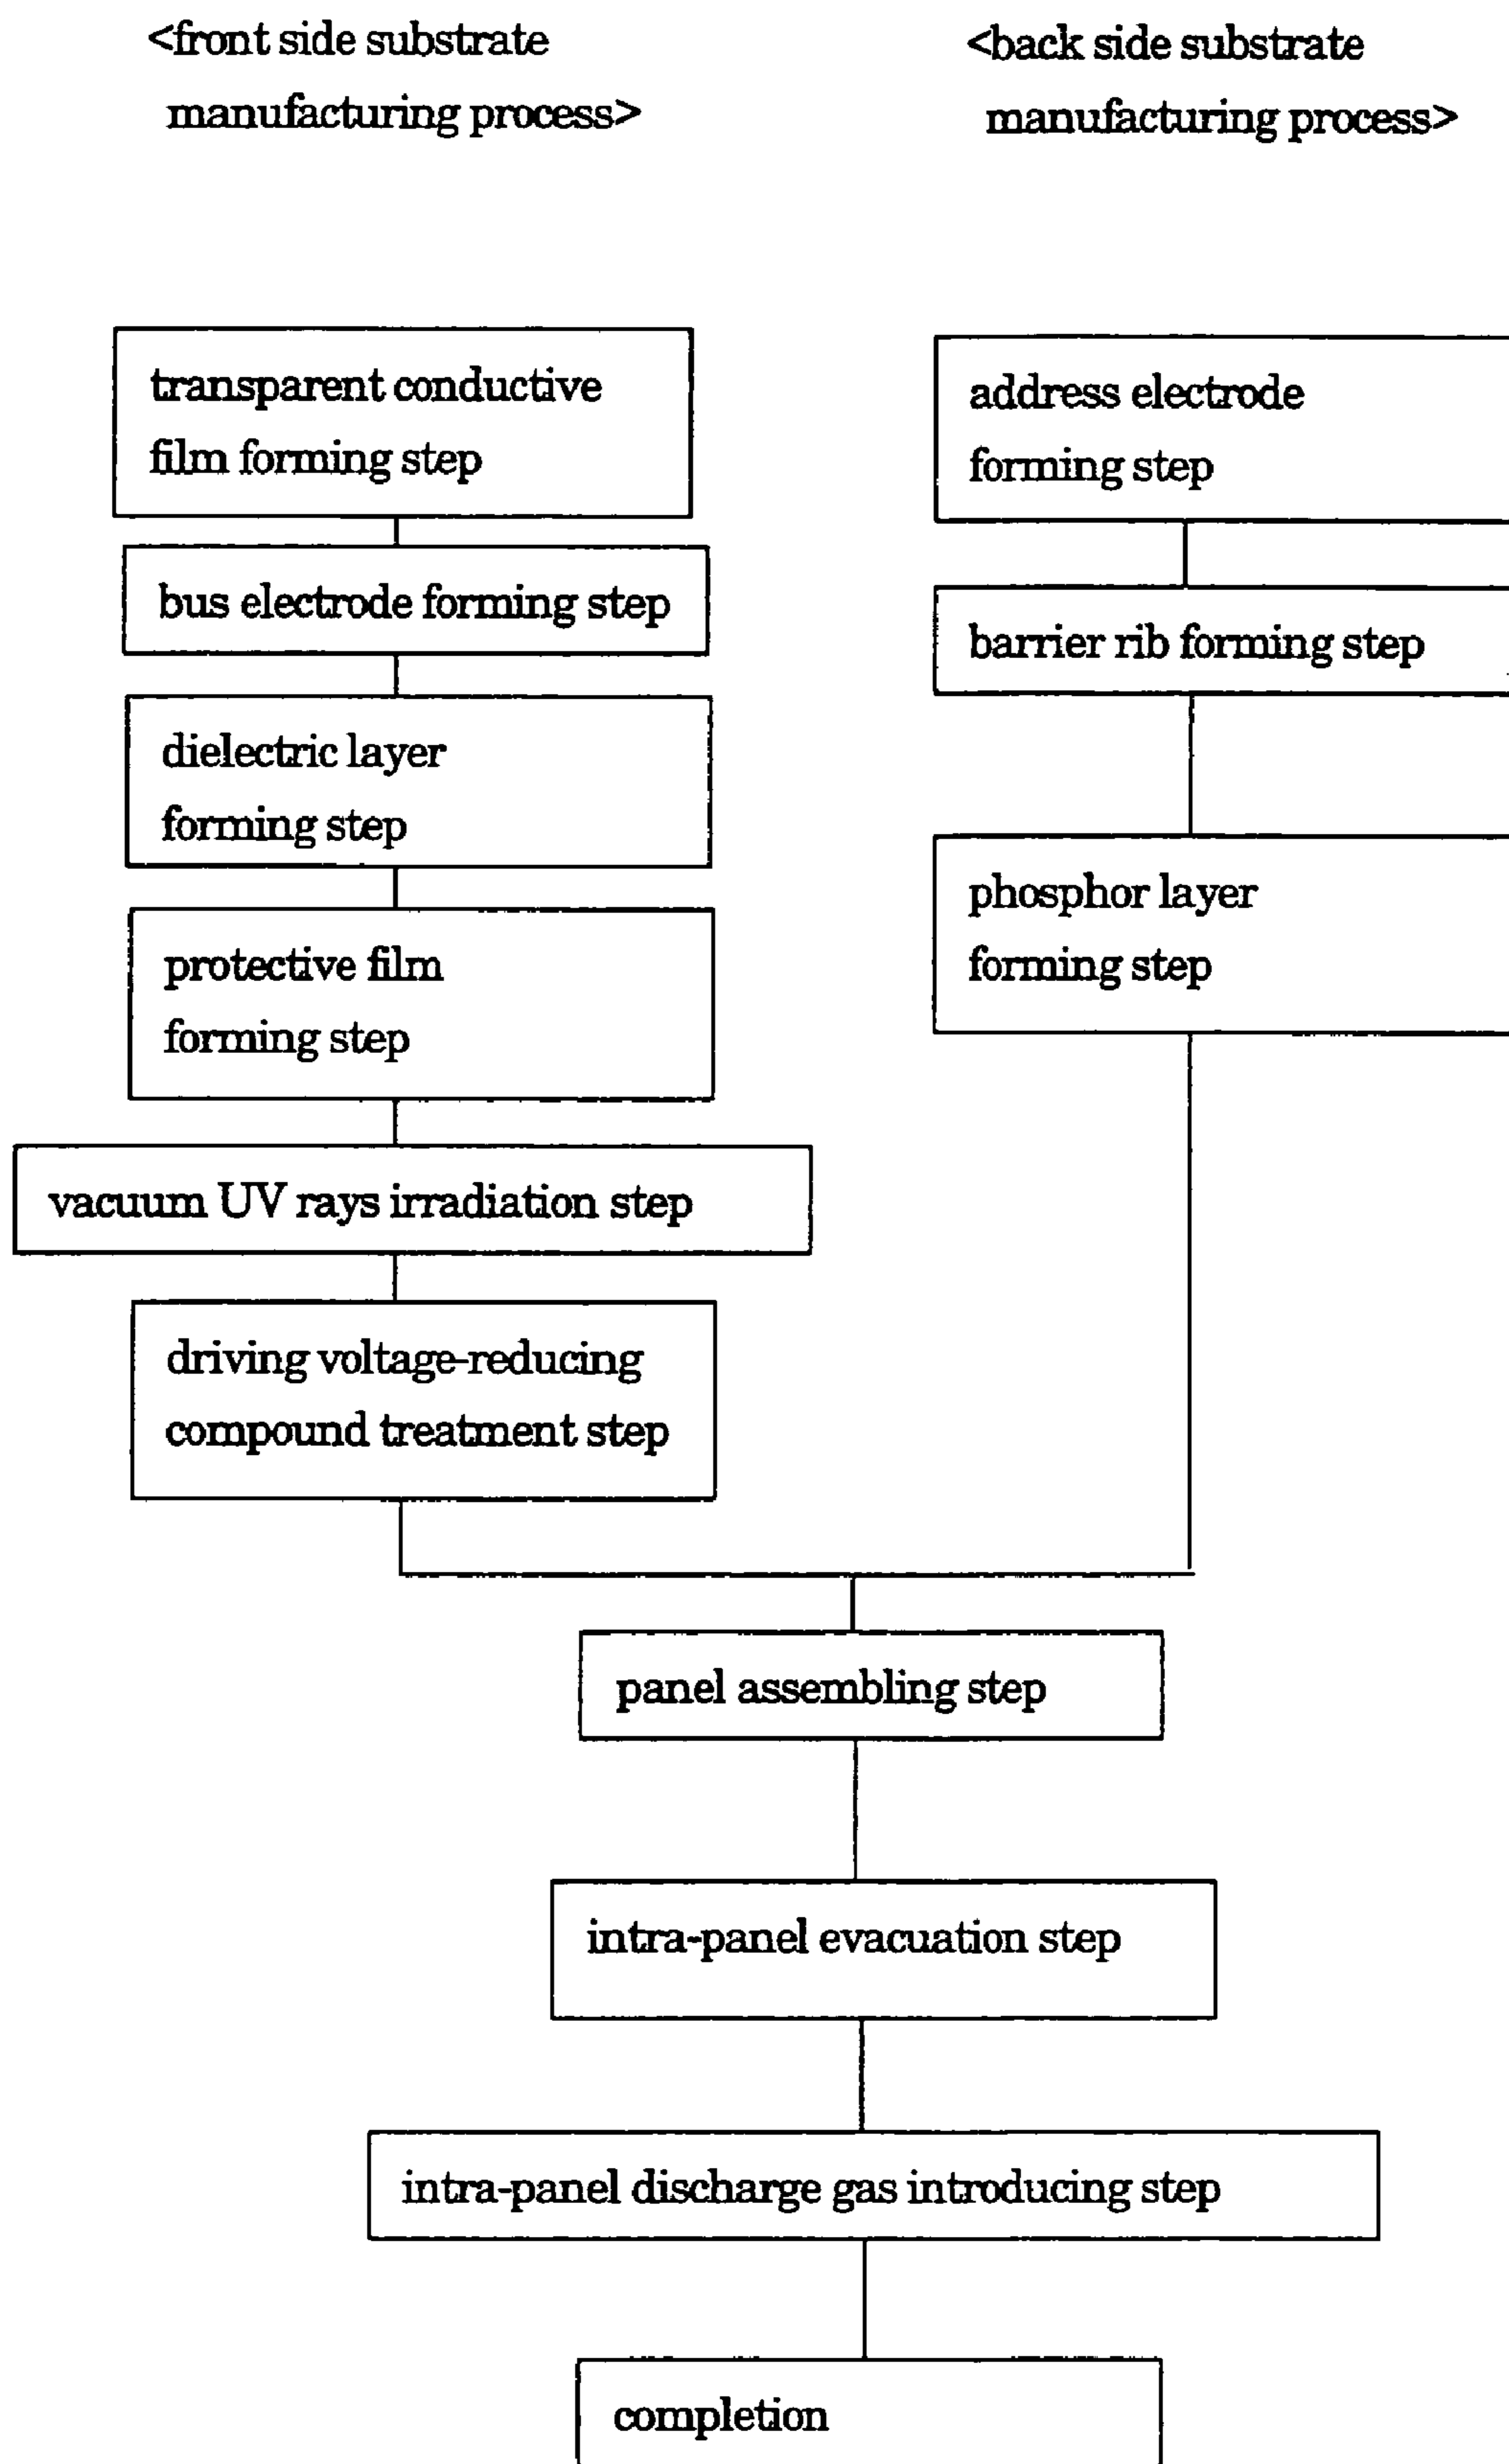 <front side substrate
manufacturing process>
<back side substrate
manufacturing process>
transparent conductive
film forming step
bus electrode forming step
dielectric layer
forming step
protective film
forming step
vacuum UV rays irradiation step
driving voltage-reducing
compound treatment step
address electrode
forming step
barrier rib forming step
phosphor layer
forming step
panel assembling step
intra-panel evacuation step
intra-panel discharge gas introducing step
completion